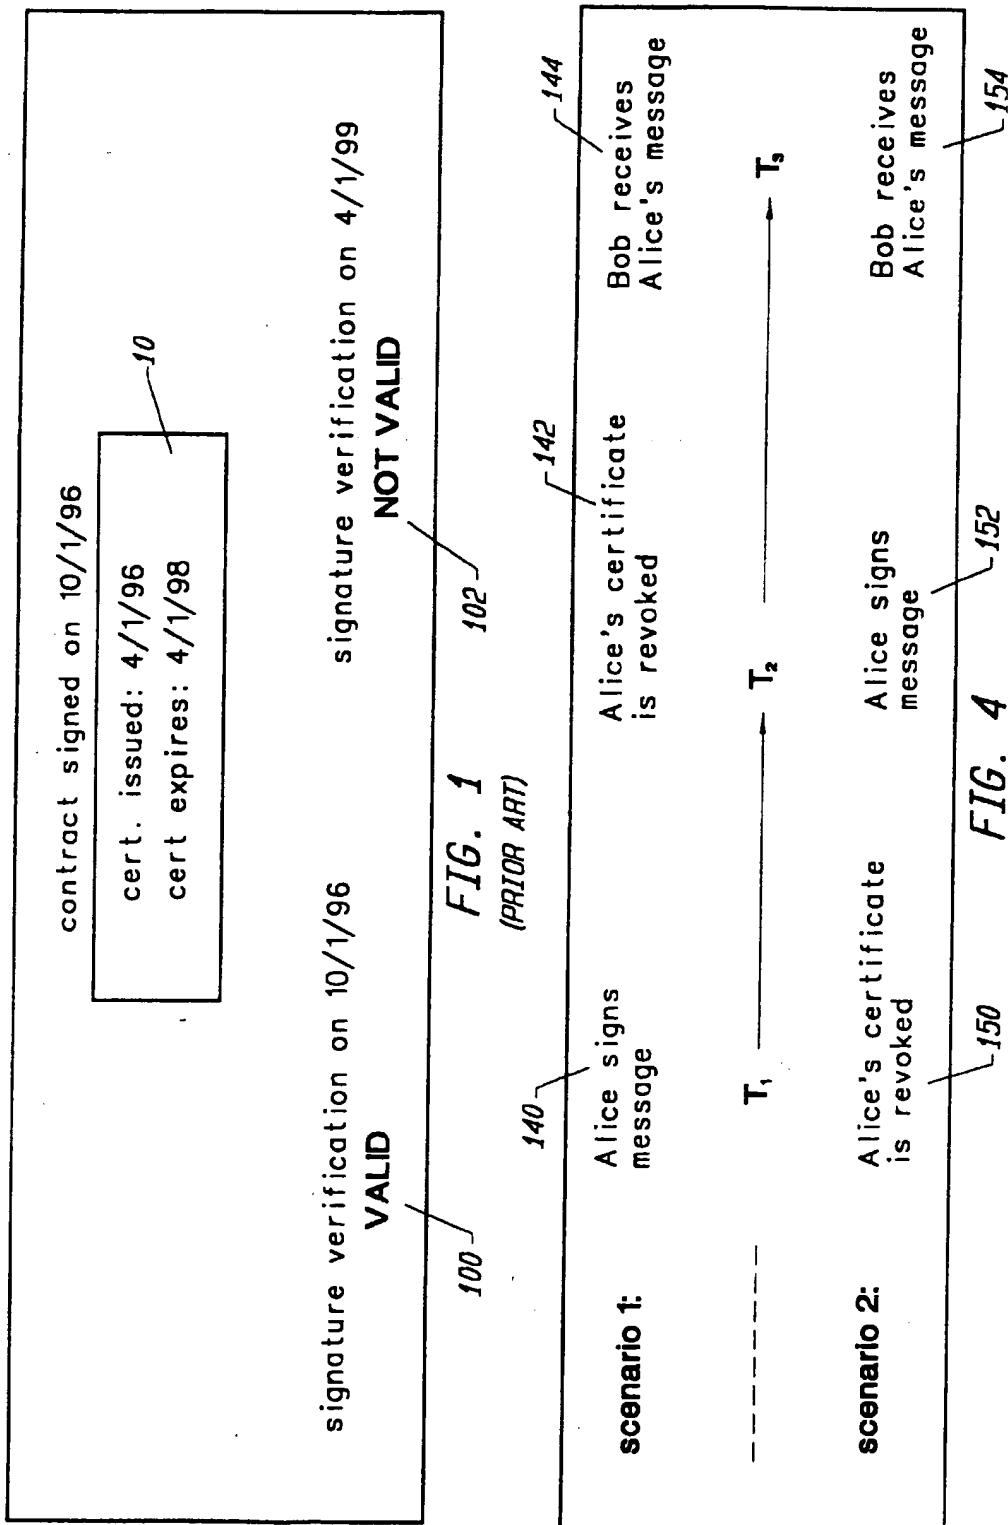 contract signed on 10/1/96
cert. issued: 4/1/96
cert expires: 4/1/98
10
signature verification on 10/1/96
VALID
signature verification on 4/1/99
NOT VALID
100
102
FIG. 1
(PRIOR ART)
140
142
144
scenario 1:
Alice signs
message
Alice's certificate
is revoked
Bob receives
Alice's message
T₁
T₂
T₃
scenario 2:
Alice's certificate
is revoked
Alice signs
message
Bob receives
Alice's message
150
152
154
FIG. 4